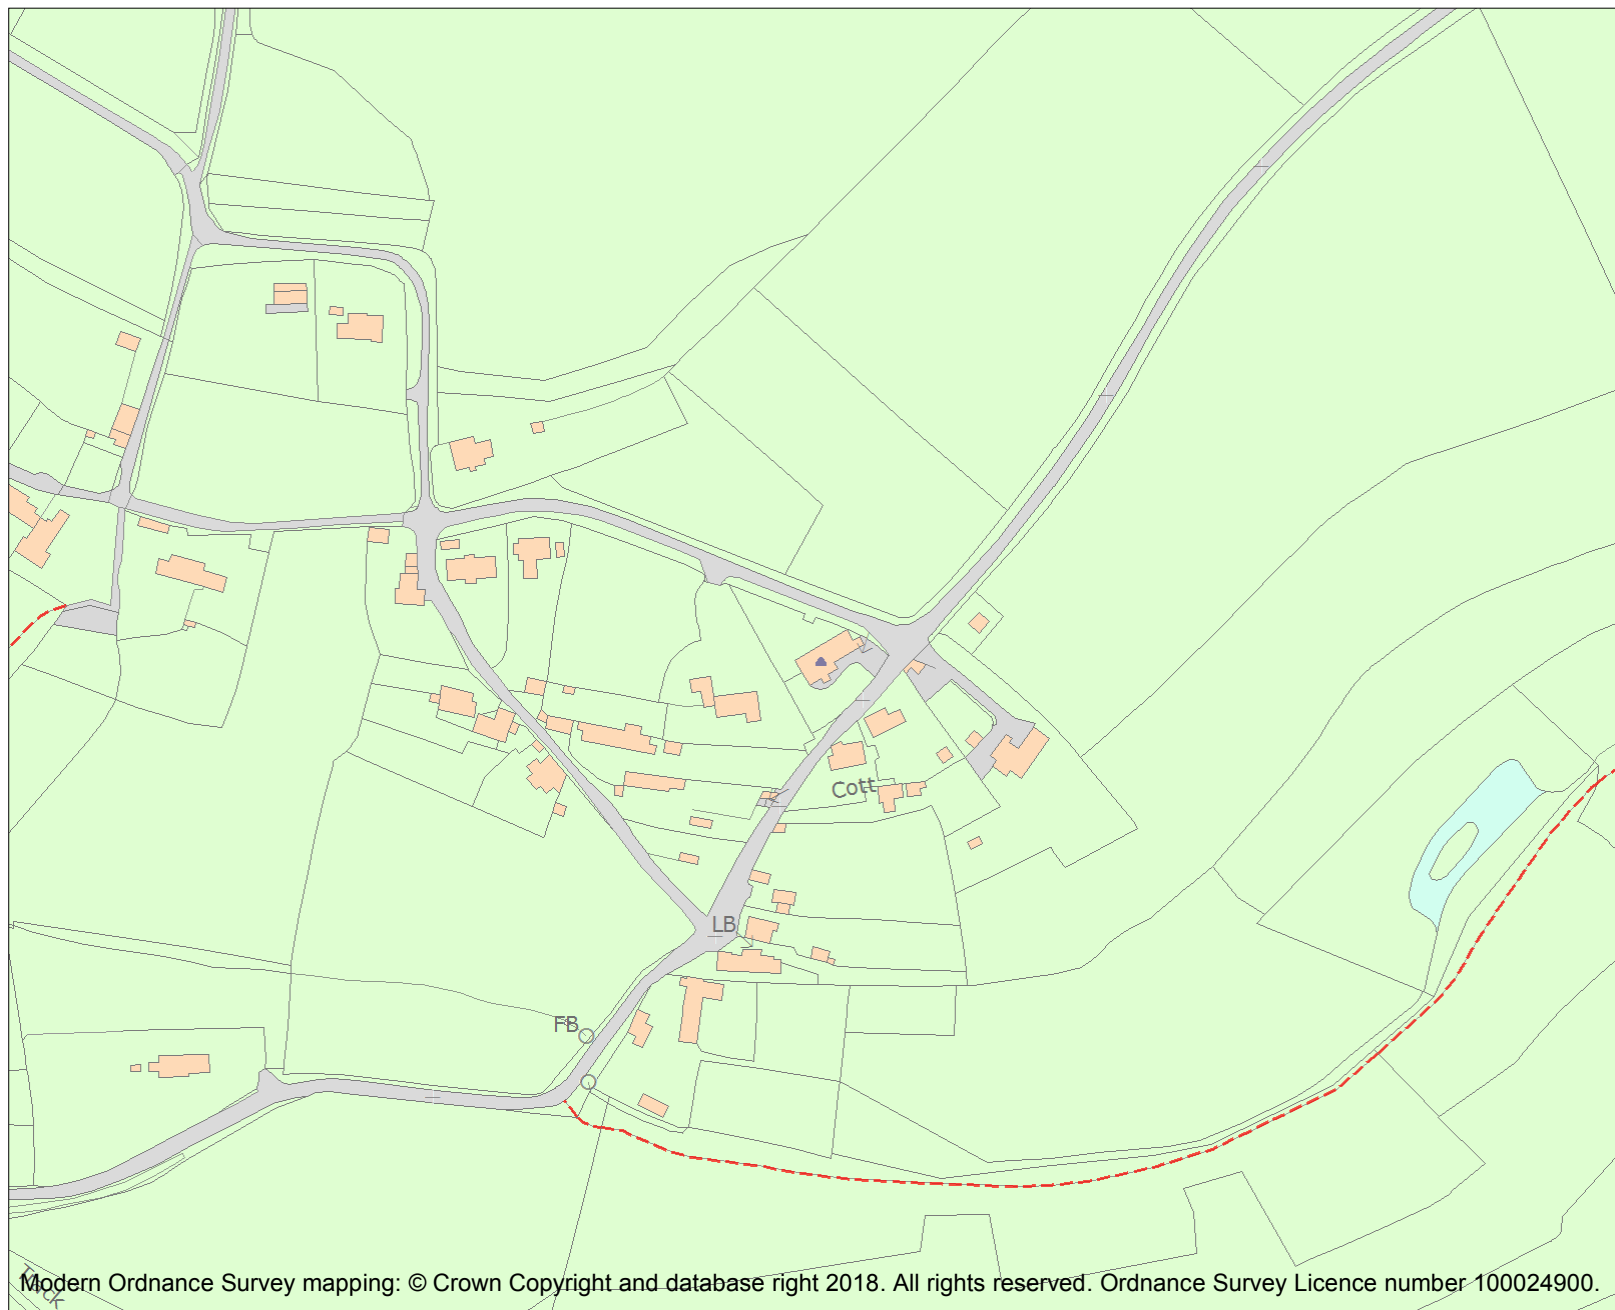 Cott
LB
FB
Track
Modern Ordnance Survey mapping: © Crown Copyright and database right 2018. All rights reserved. Ordnance Survey Licence number 100024900.